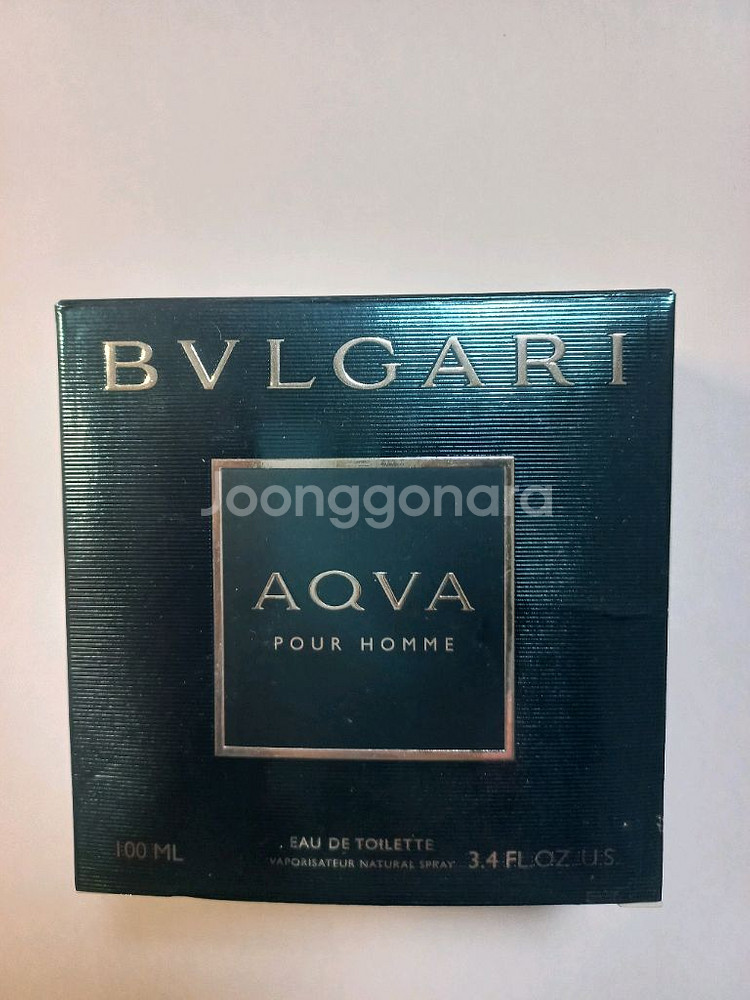 BVLGARI
Joonggonara
AQVA
POUR HOMME
100 ML
EAU DE TOILETTE
VAPORISATEUR NATURAL SPRAY
3.4 FL.OZ. U.S.